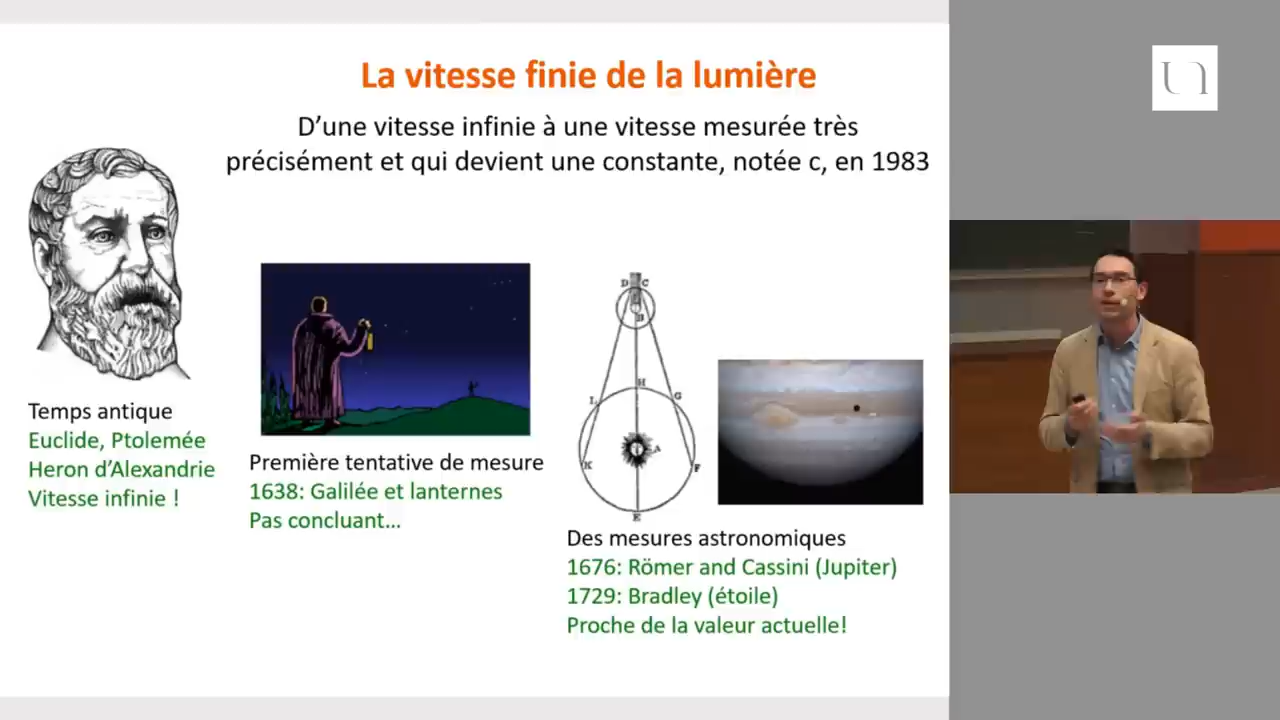 La vitesse finie de la lumière
D’une vitesse infinie à une vitesse mesurée très
précisément et qui devient une constante, notée c, en 1983
Temps antique
Euclide, Ptolemée
Heron d’Alexandrie
Vitesse infinie !
Première tentative de mesure
1638: Galilée et lanternes
Pas concluant…
D C
B
H
L G
A
K F
E
Des mesures astronomiques
1676: Römer and Cassini (Jupiter)
1729: Bradley (étoile)
Proche de la valeur actuelle!